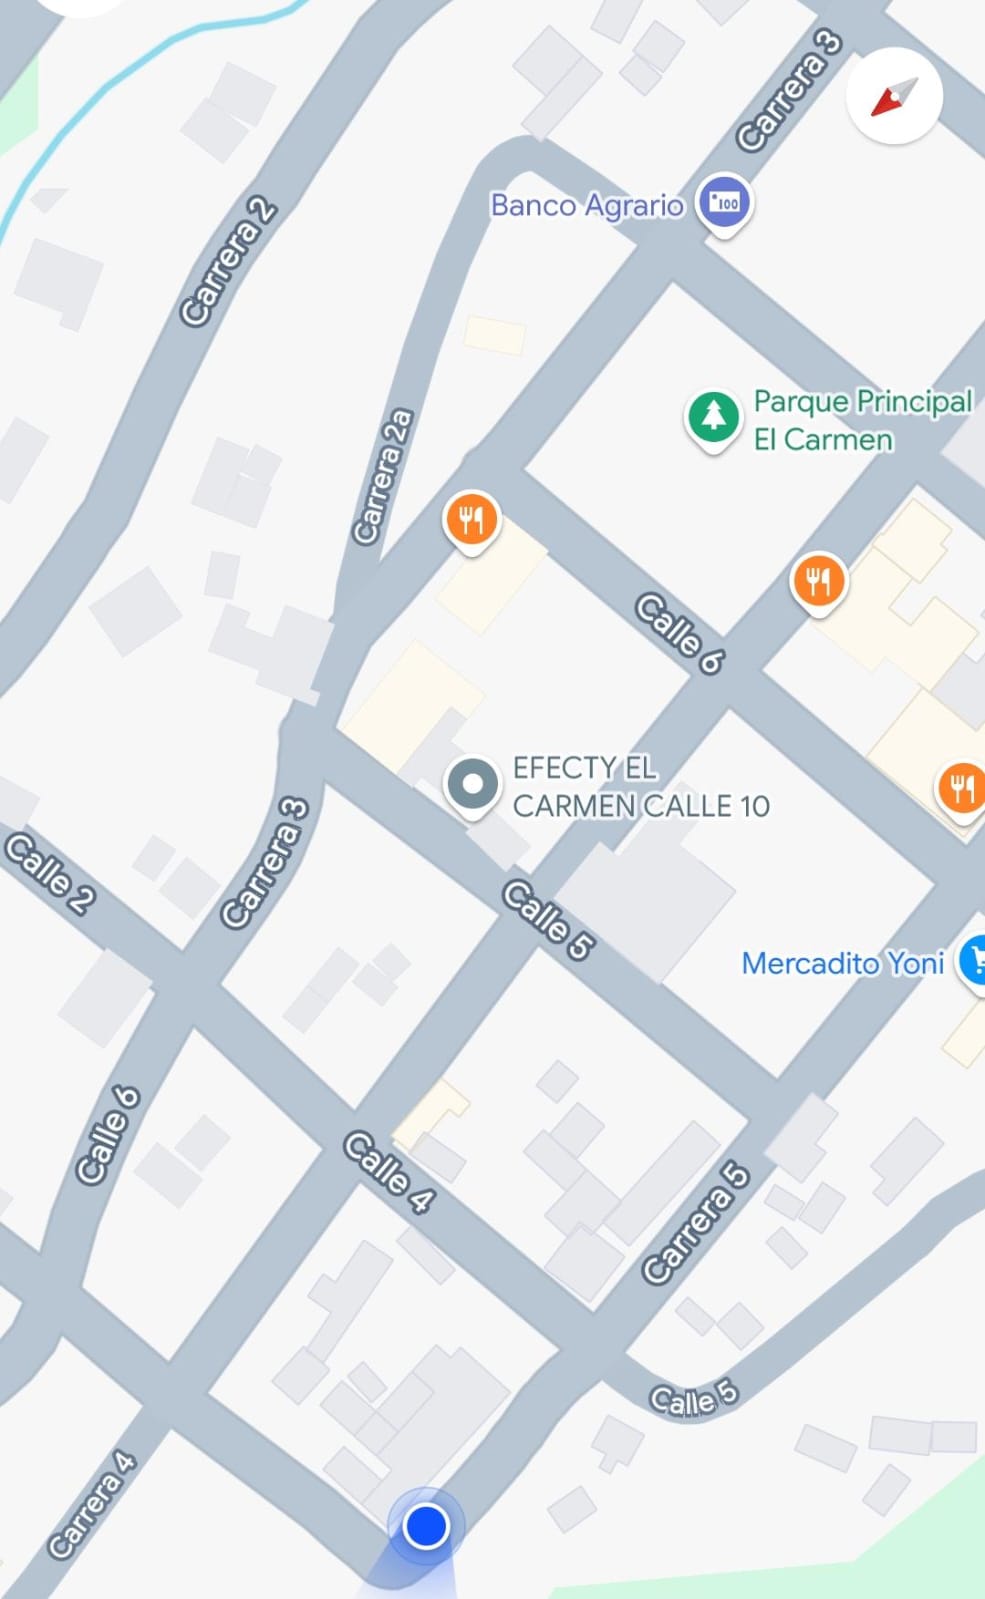 Carrera 3
Banco Agrario
100
Carrera 2
Parque Principal
El Carmen
Carrera 2a
Calle 6
EFECTY EL
CARMEN CALLE 10
Carrera 3
Calle 2
Calle 5
Mercadito Yoni
Calle 6
Calle 4
Carrera 5
Calle 5
Carrera 4